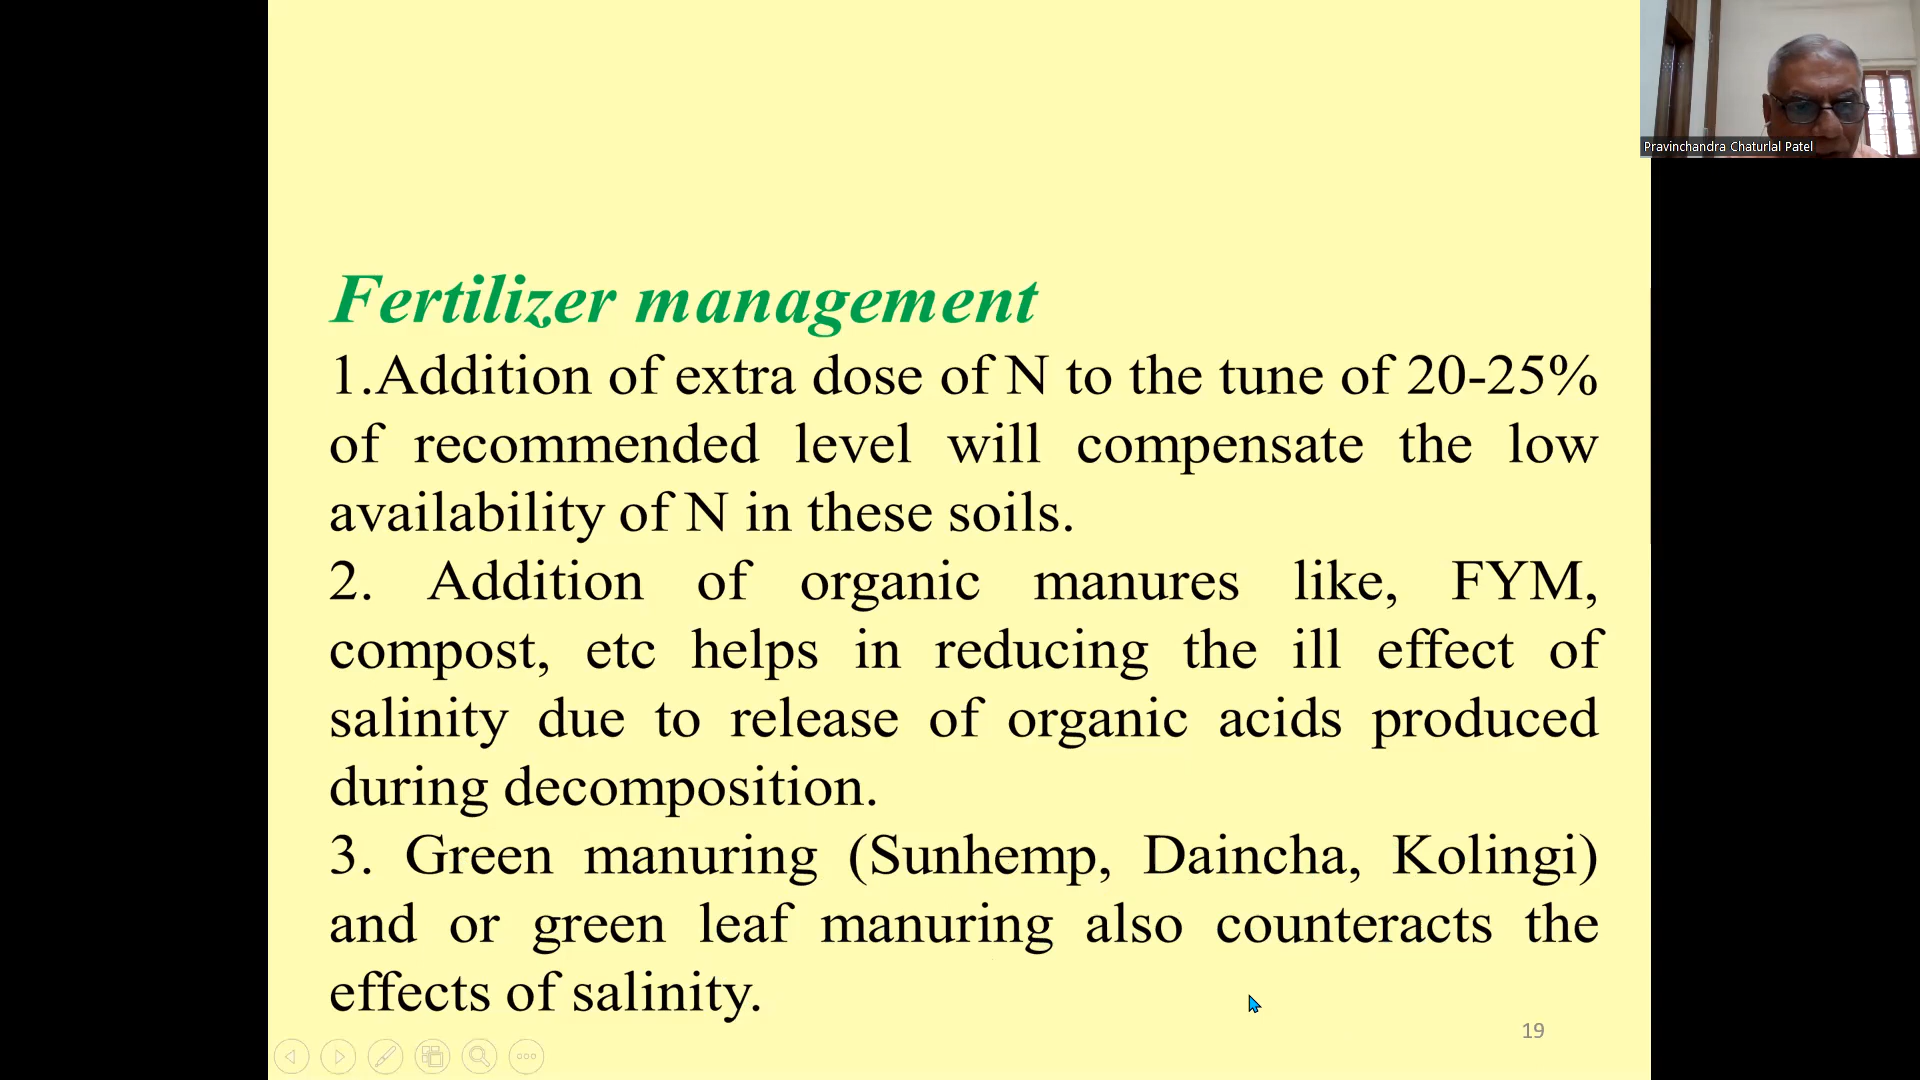 Pravinchandra Chaturlal Patel
Fertilizer management
1.Addition of extra dose of N to the tune of 20-25%
of recommended level will compensate the low
availability of N in these soils.
2. Addition of organic manures like, FYM,
compost, etc helps in reducing the ill effect of
salinity due to release of organic acids produced
during decomposition.
3. Green manuring (Sunhemp, Daincha, Kolingi)
and or green leaf manuring also counteracts the
effects of salinity.
19